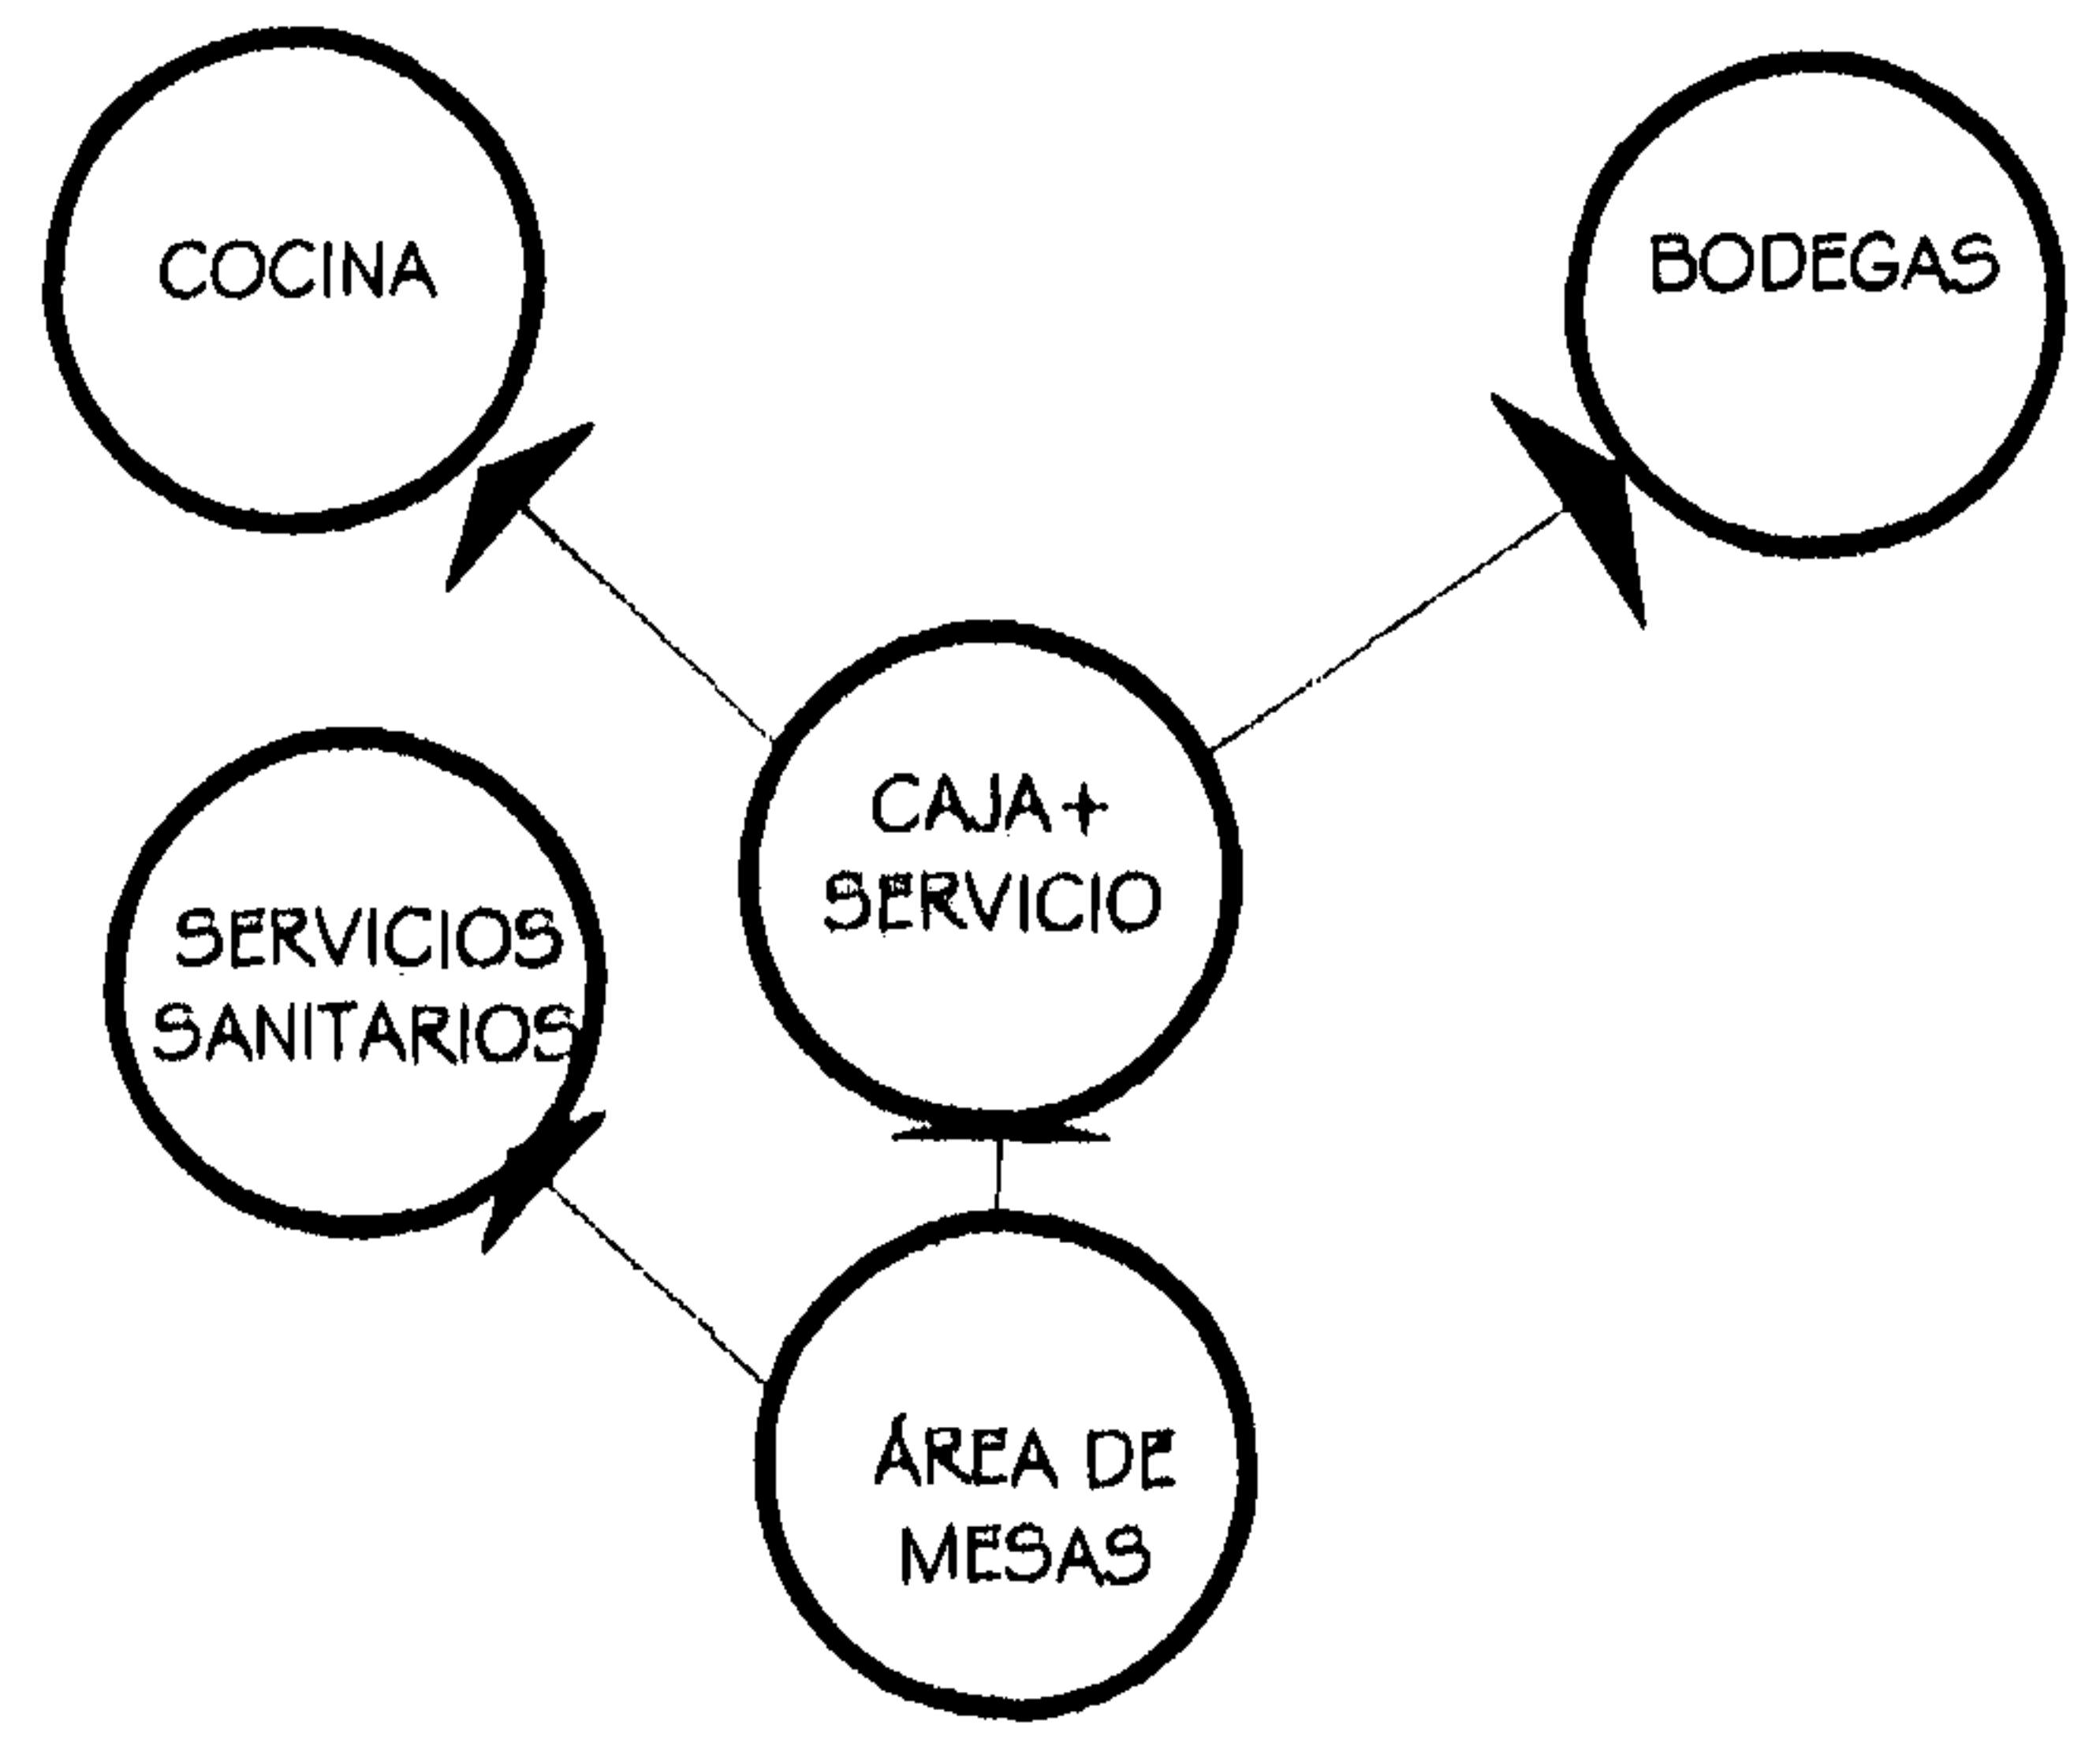 COCINA
BODEGAS
CAJA+
SERVICIO
SERVICIOS
SANITARIOS
ÁREA DE
MESAS